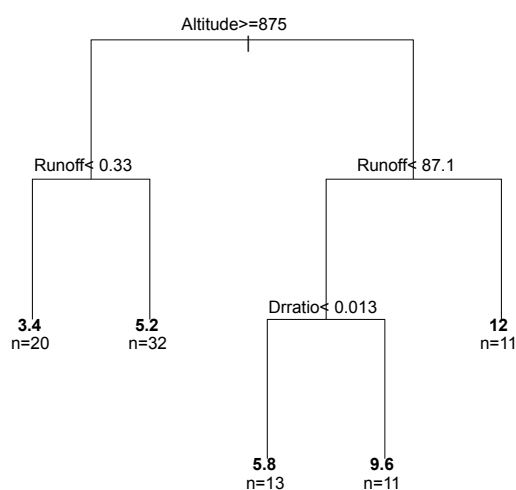 Altitude>=875
Runoff< 0.33
Runoff< 87.1
Drratio< 0.013
3.4
n=20
5.2
n=32
12
n=11
5.8
n=13
9.6
n=11